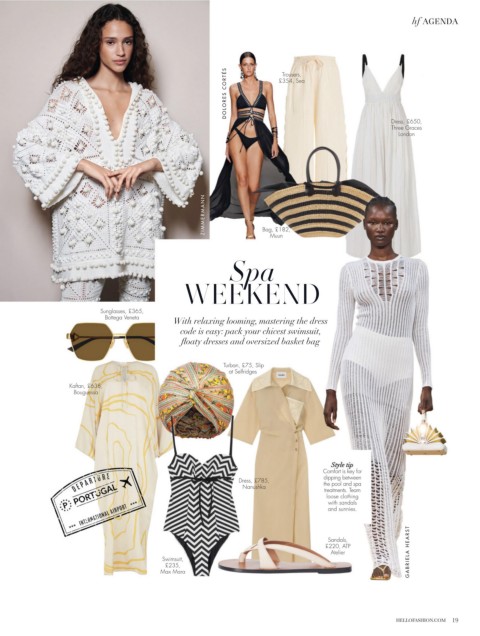 hf AGENDA
DOLORES CORTÉS
ZIMMERMANN
Trousers,
£354, Sea
Dress, £650,
Three Graces
London
Bag, £182,
Muun
Spa
WEEKEND
With relaxing looming, mastering the dress
code is easy: pack your chicest swimsuit,
floaty dresses and oversized basket bag
Sunglasses, £365,
Bottega Veneta
Kaftan, £638,
Bouguessa
Turban, £75, Slip
at Selfridges
Dress, £785,
Nanushka
DEPARTURE
P PORTUGAL
INTERNATIONAL AIRPORT
Swimsuit,
£235,
Max Mara
Style tip
Comfort is key for
slipping between
the pool and spa
treatments. Team
loose clothing
with sandals
and sunnies.
Sandals,
£220, ATP
Atelier
GABRIELA HEARST
HELLOFASHION.COM 19